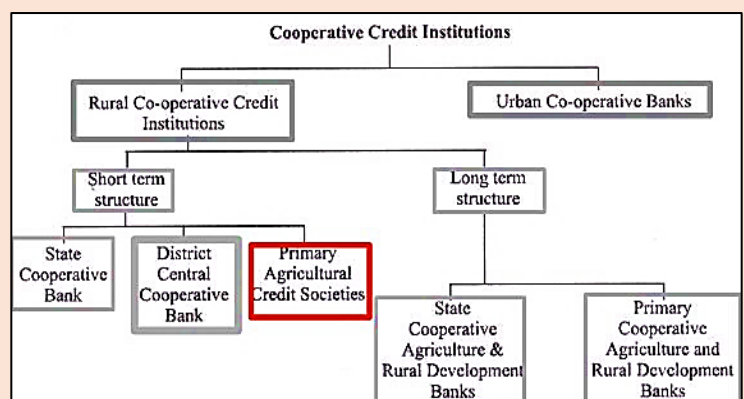 Cooperative Credit Institutions
Rural Co-operative Credit
Institutions
Urban Co-operative Banks
Short term
structure
Long term
structure
State
Cooperative
Bank
District
Central
Cooperative
Bank
Primary
Agricultural
Credit Societies
State
Cooperative
Agriculture &
Rural Development
Banks
Primary
Cooperative
Agriculture and
Rural Development
Banks